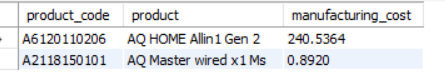 product_code product manufacturing_cost
A6120110206 AQ HOME Allin1 Gen 2 240.5364
A2118150101 AQ Master wired x1 Ms 0.8920